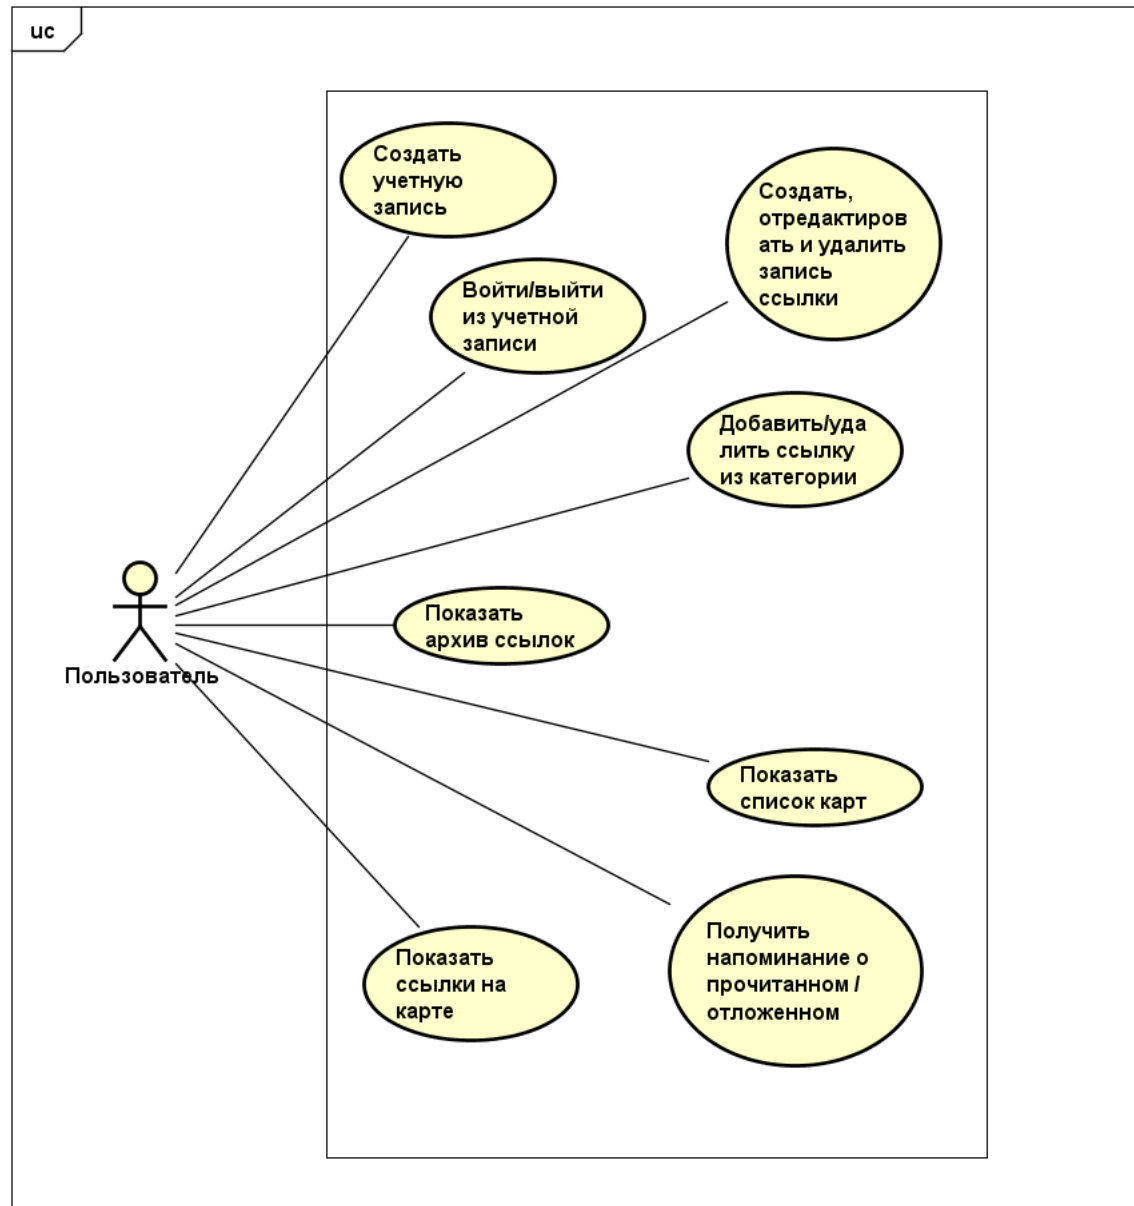 uc
Создать
учетную
запись
Создать,
отредактиров
ать и удалить
запись
ссылки
Войти/выйти
из учетной
записи
Добавить/уда
лить ссылку
из категории
Показать
архив ссылок
Пользователь
Показать
список карт
Получить
напоминание о
прочитанном /
отложенном
Показать
ссылки на
карте